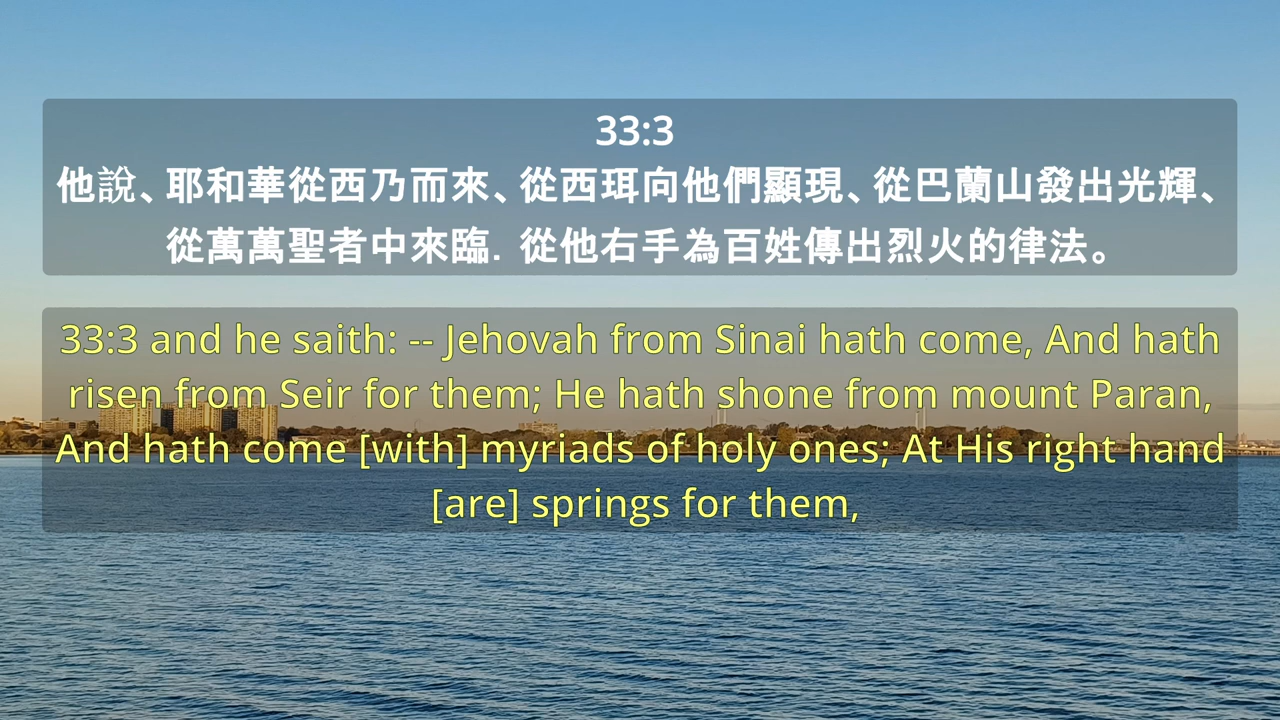 33:3
他說、耶和華從西乃而來、從西珥向他們顯現、從巴蘭山發出光輝、
從萬萬聖者中來臨. 從他右手為百姓傳出烈火的律法。
33:3 and he saith: -- Jehovah from Sinai hath come, And hath
risen from Seir for them; He hath shone from mount Paran,
And hath come [with] myriads of holy ones; At His right hand
[are] springs for them,